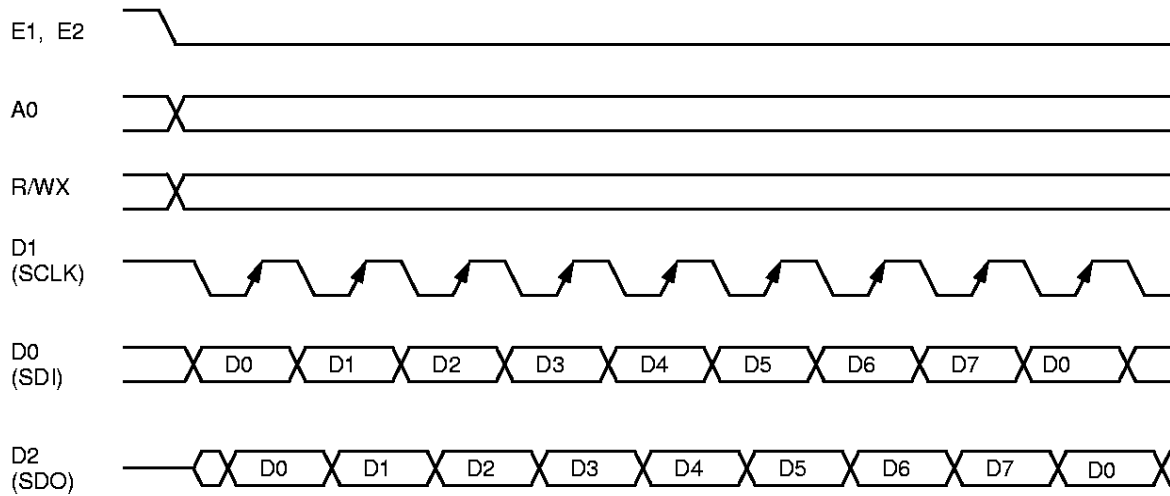 E1, E2
A0
R/WX
D1
(SCLK)
D0
(SDI)
D0 D1 D2 D3 D4 D5 D6 D7 D0
D2
(SDO)
D0 D1 D2 D3 D4 D5 D6 D7 D0